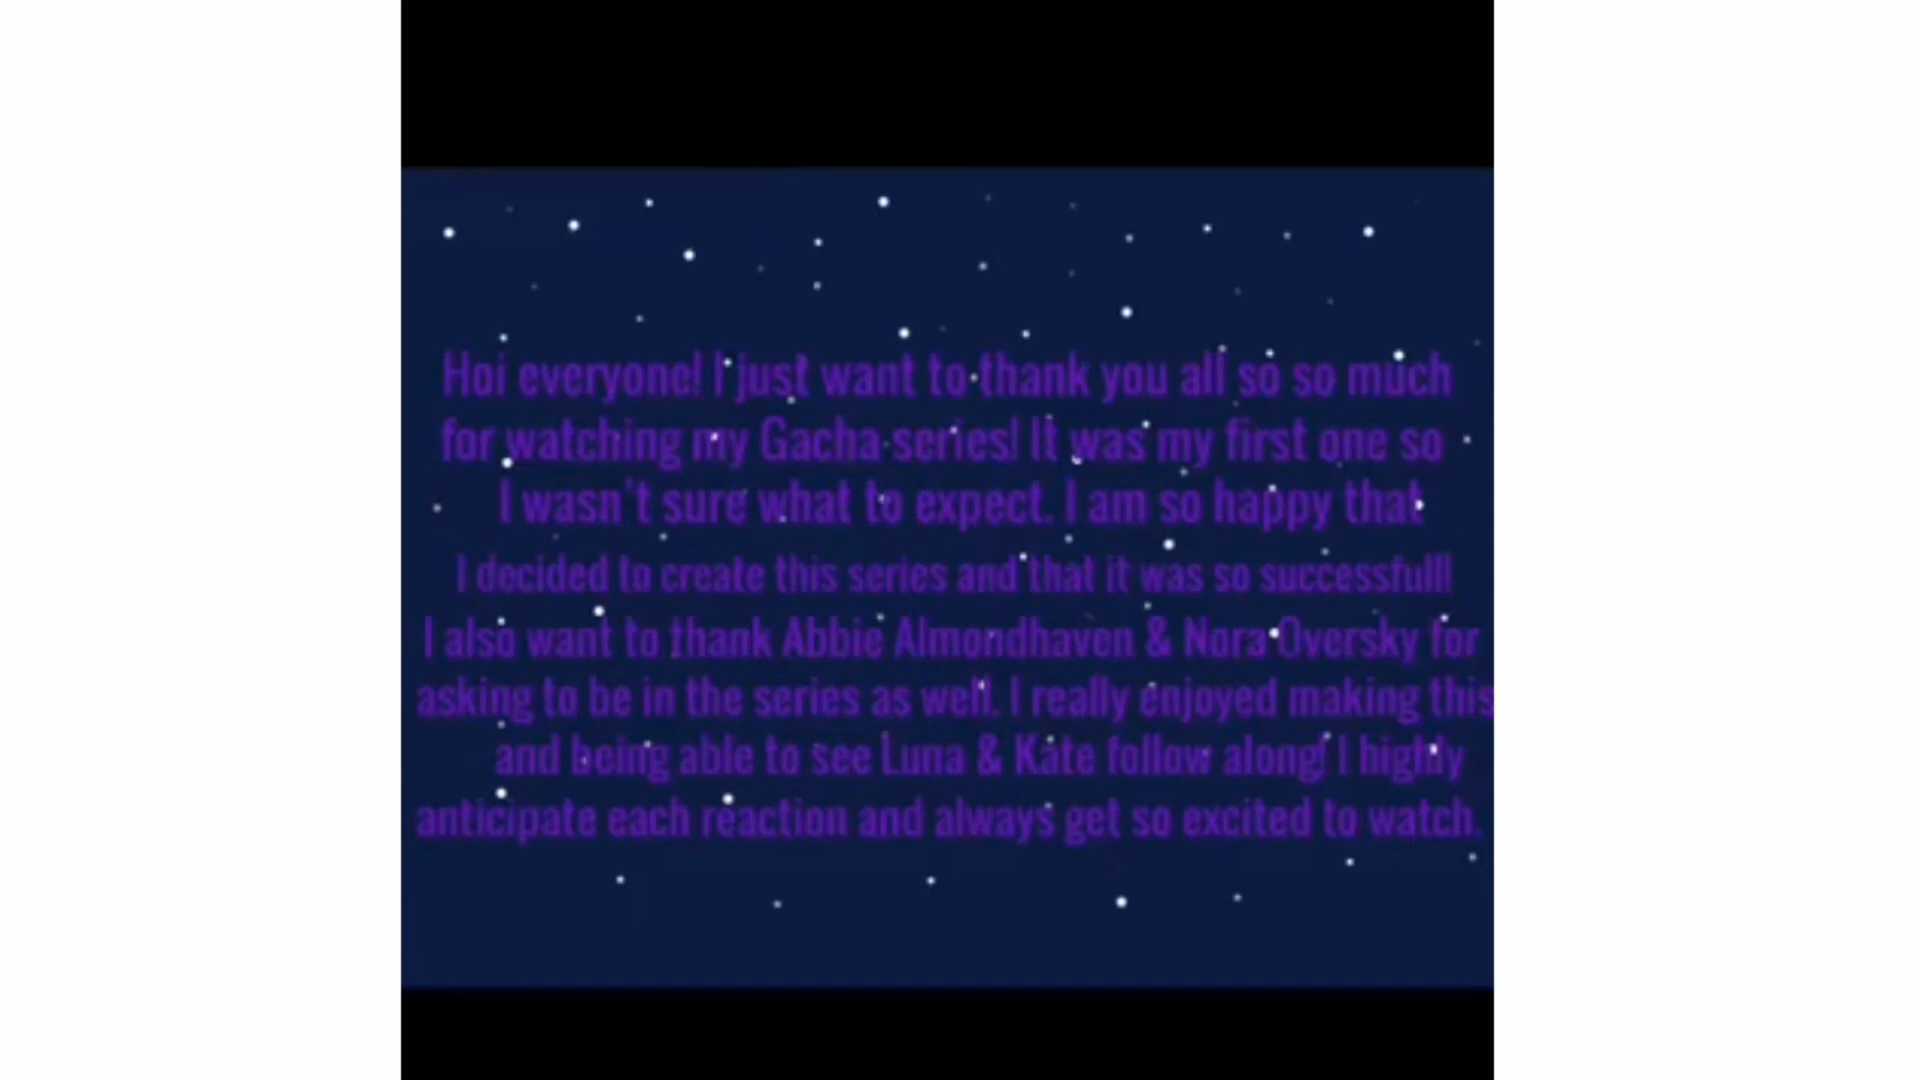 Hoi everyone! I just want to thank you all so so much
for watching my Gacha series! It was my first one so
I wasn't sure what to expect. I am so happy that
I decided to create this series and that it was so successful!!
I also want to thank Abbie Almondhaven & Nora Oversky for
asking to be in the series as well. I really enjoyed making this
and being able to see Luna & Kate follow along! I highly
anticipate each reaction and always get so excited to watch.